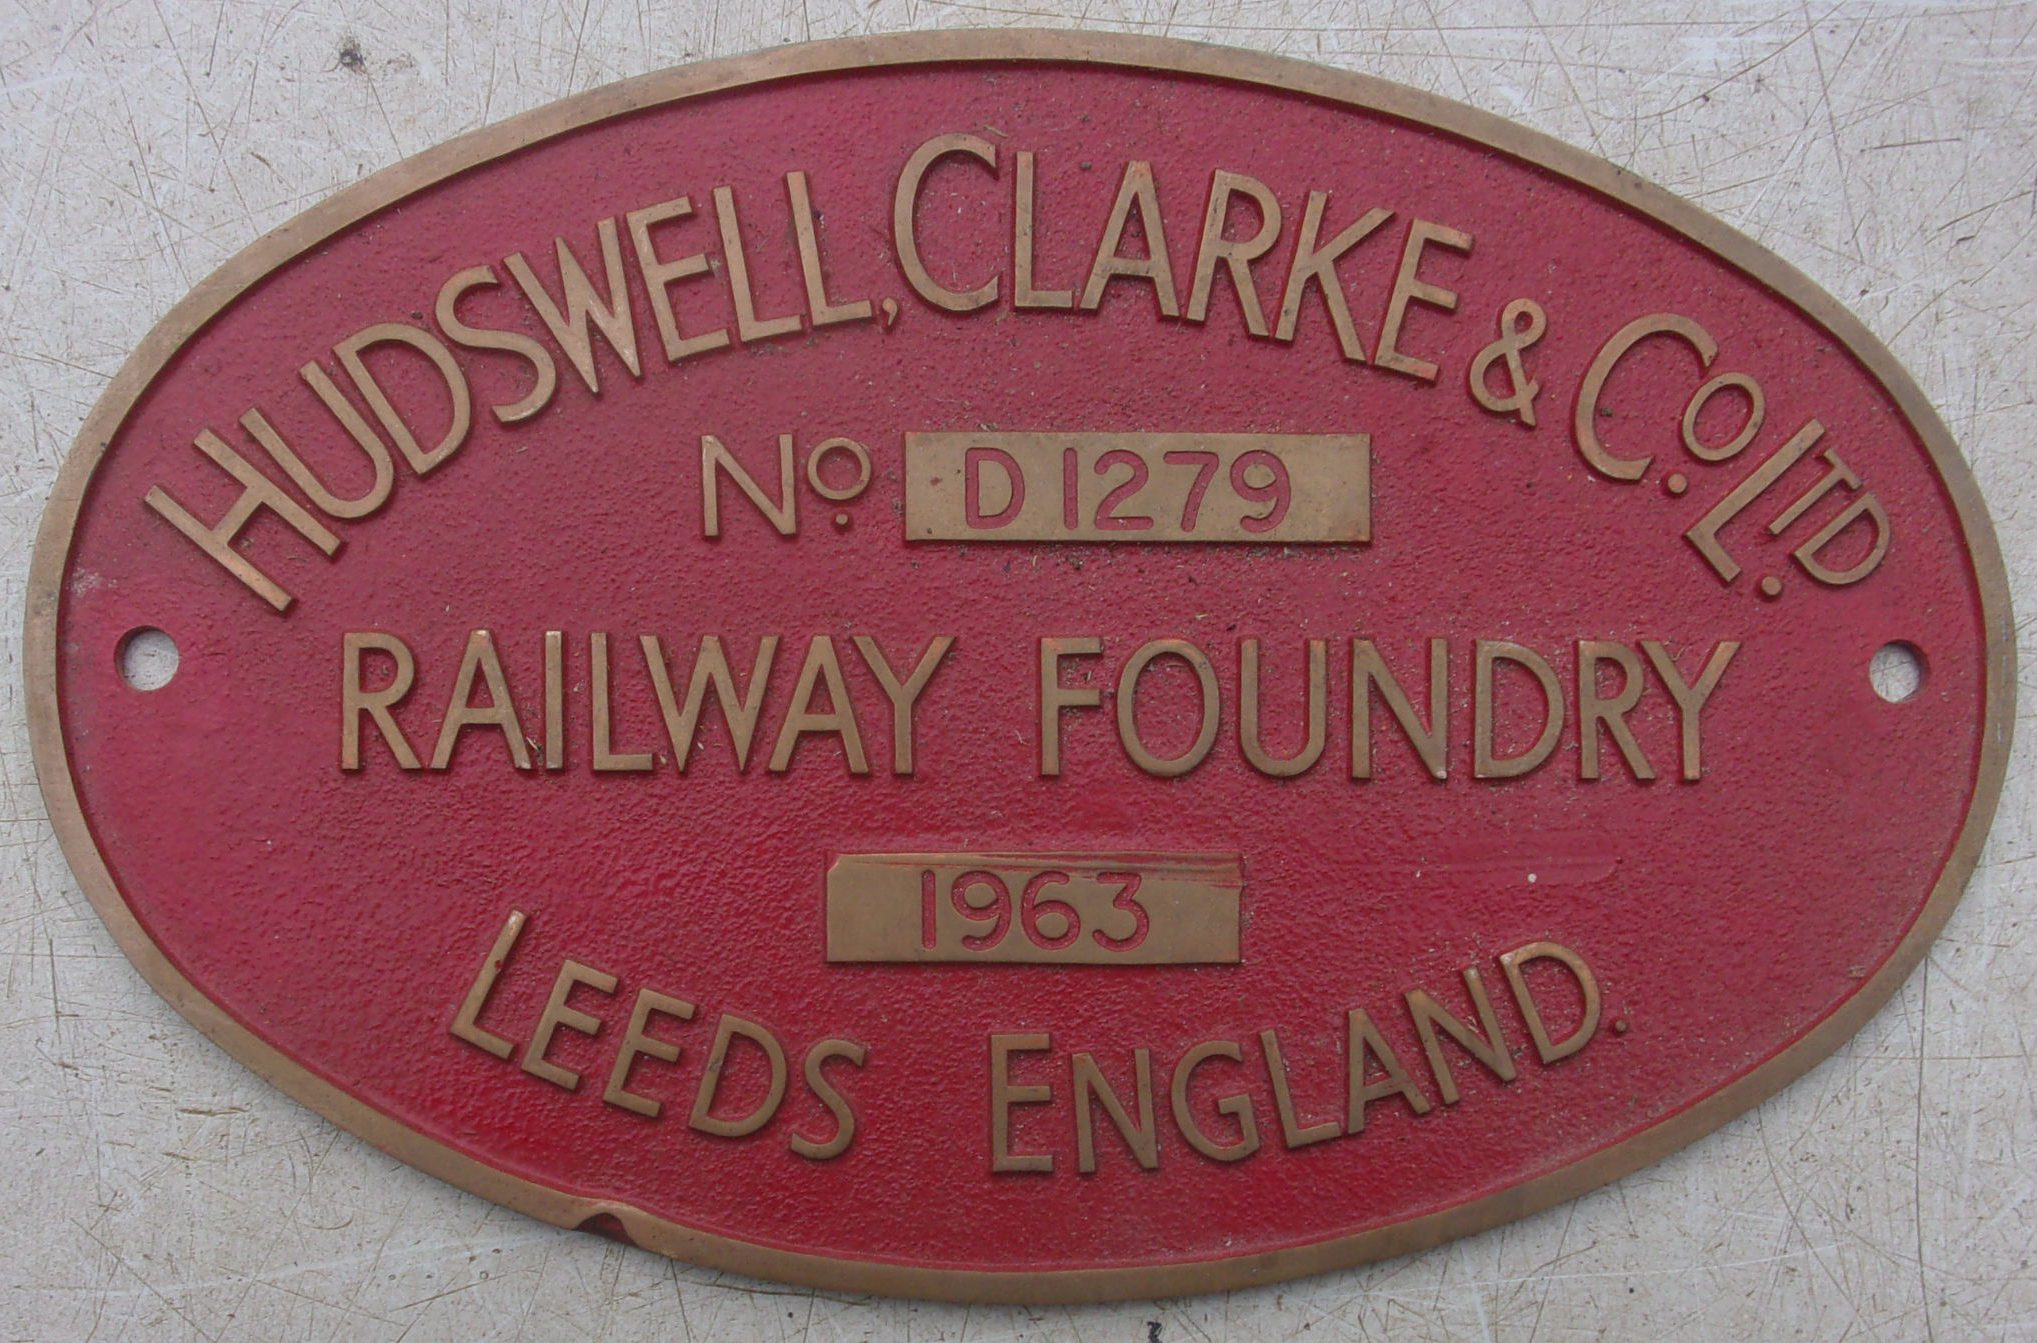 HUDSWELL, CLARKE & Co. LTD.
No. D1279
RAILWAY FOUNDRY
1963
LEEDS ENGLAND.